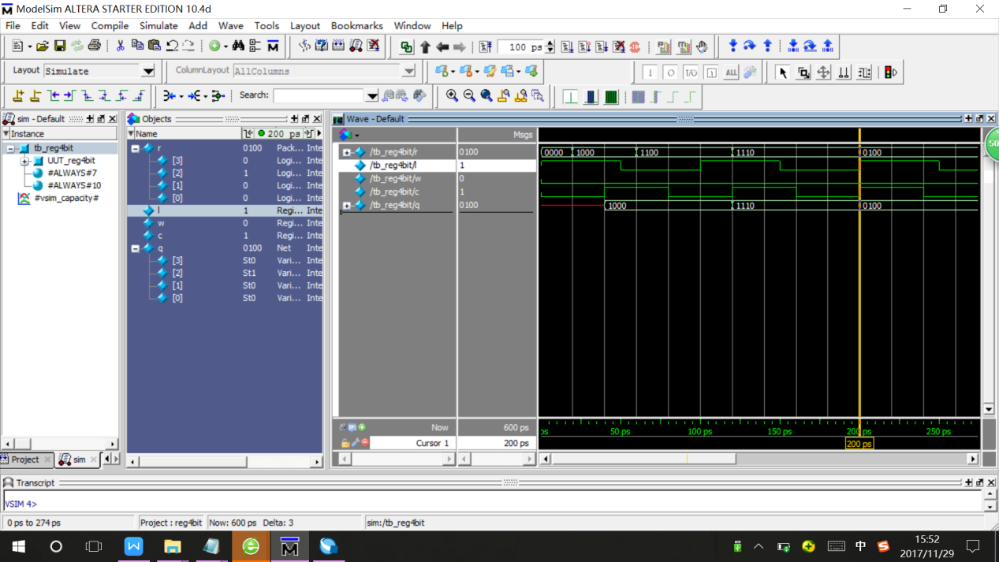 ModelSim ALTERA STARTER EDITION 10.4d
File Edit View Compile Simulate Add Wave Tools Layout Bookmarks Window Help
100 ps
Layout Simulate ColumnLayout AllColumns
ALL
Search:
sim - Default
Instance
tb_reg4bit
UUT_reg4bit
#ALWAYS#7
#ALWAYS#10
#vsim_capacity#
Project
sim
Objects
Name 200 ps
r 0100 Pack... Inte
[3] 0 Logi... Inte
[2] 1 Logi... Inte
[1] 0 Logi... Inte
[0] 0 Logi... Inte
l 1 Regi... Inte
w 0 Regi... Inte
c 1 Regi... Inte
q 0100 Net Inte
[3] St0 Vari... Inte
[2] St1 Vari... Inte
[1] St0 Vari... Inte
[0] St0 Vari... Inte
Wave - Default
Msgs
/tb_reg4bit/r 0100 0000 1000 1100 1110 0100
/tb_reg4bit/l 1
/tb_reg4bit/w 0
/tb_reg4bit/c 1
/tb_reg4bit/q 0100 1000 1110 0100
50
Now 600 ps ps 50 ps 100 ps 150 ps 200 ps 250 ps
Cursor 1 200 ps 200 ps
Transcript
VSIM 4>
0 ps to 274 ps Project : reg4bit Now: 600 ps Delta: 3 sim:/tb_reg4bit
中
15:52
2017/11/29